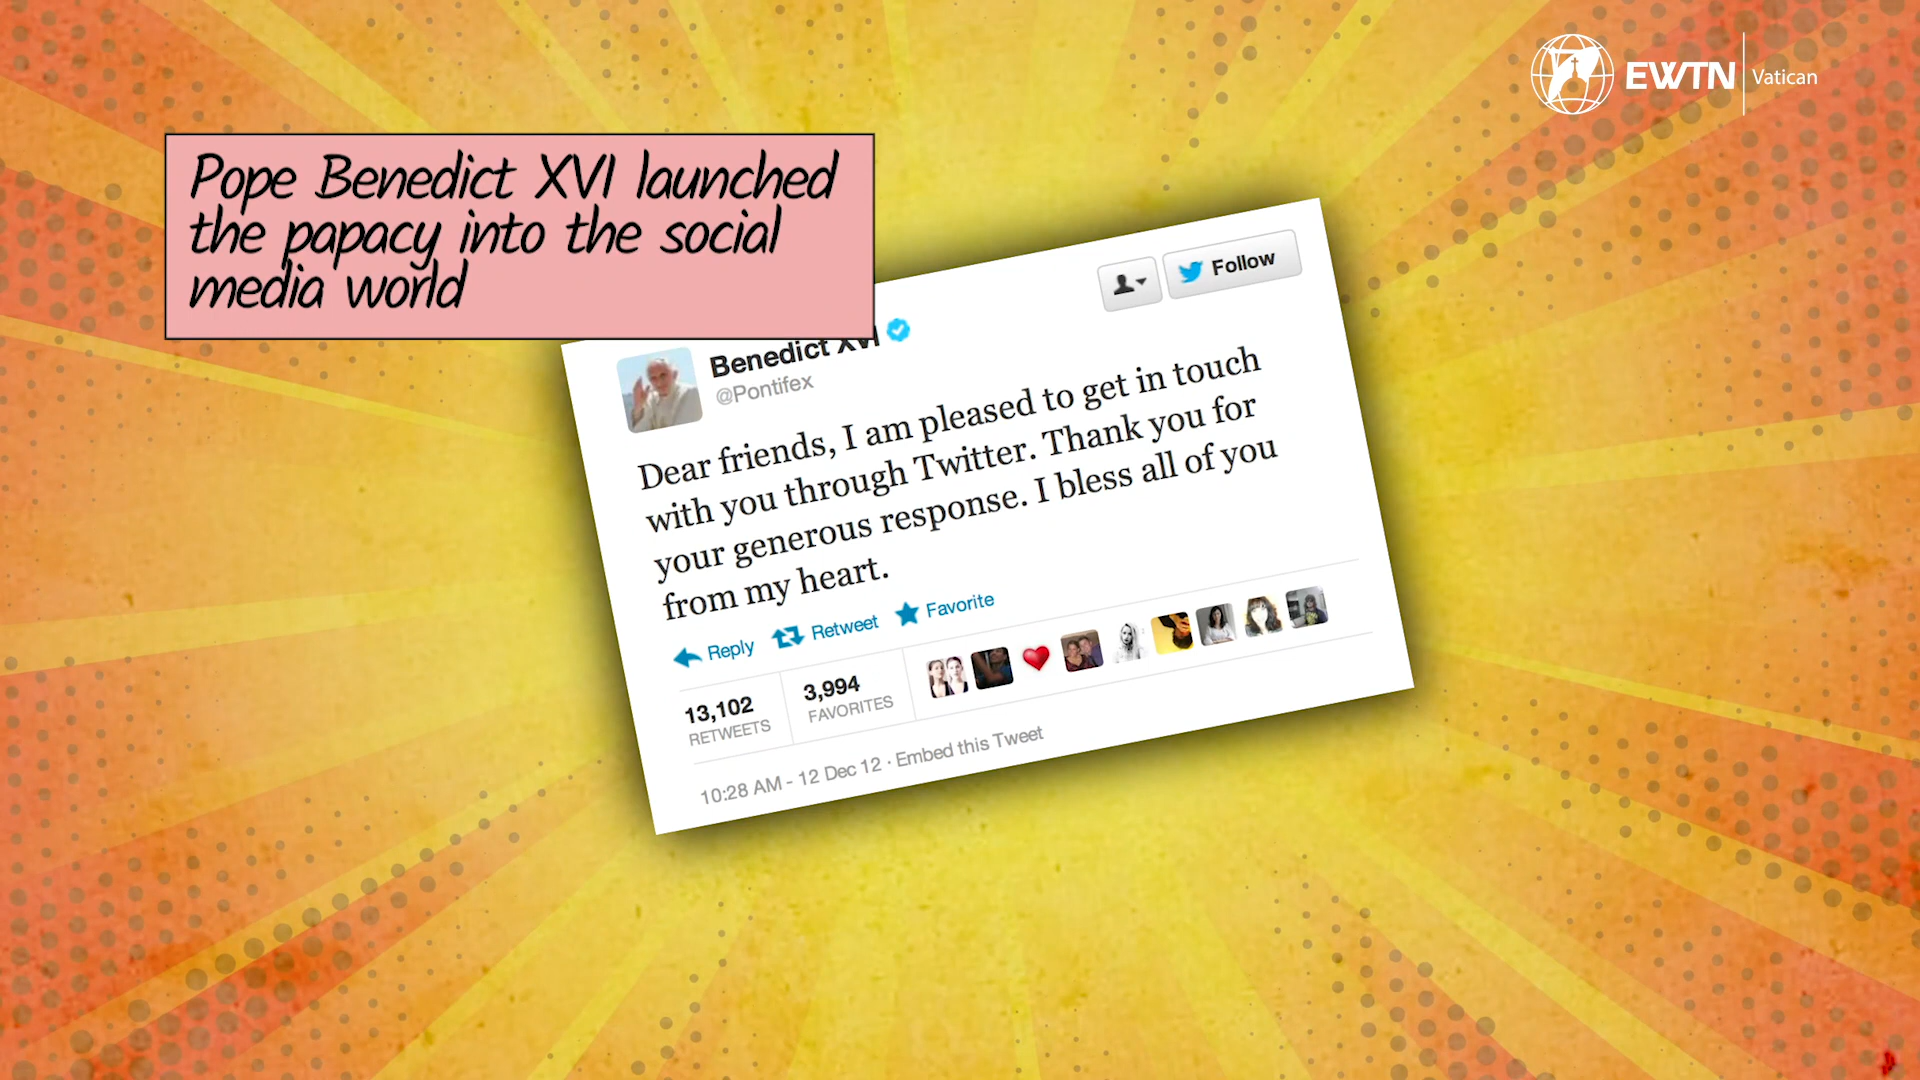 EWTN Vatican
Pope Benedict XVI launched
the papacy into the social
media world
Follow
Benedict XVI
@Pontifex
Dear friends, I am pleased to get in touch
with you through Twitter. Thank you for
your generous response. I bless all of you
from my heart.
Reply Retweet Favorite
13,102 RETWEETS
3,994 FAVORITES
10:28 AM - 12 Dec 12 · Embed this Tweet